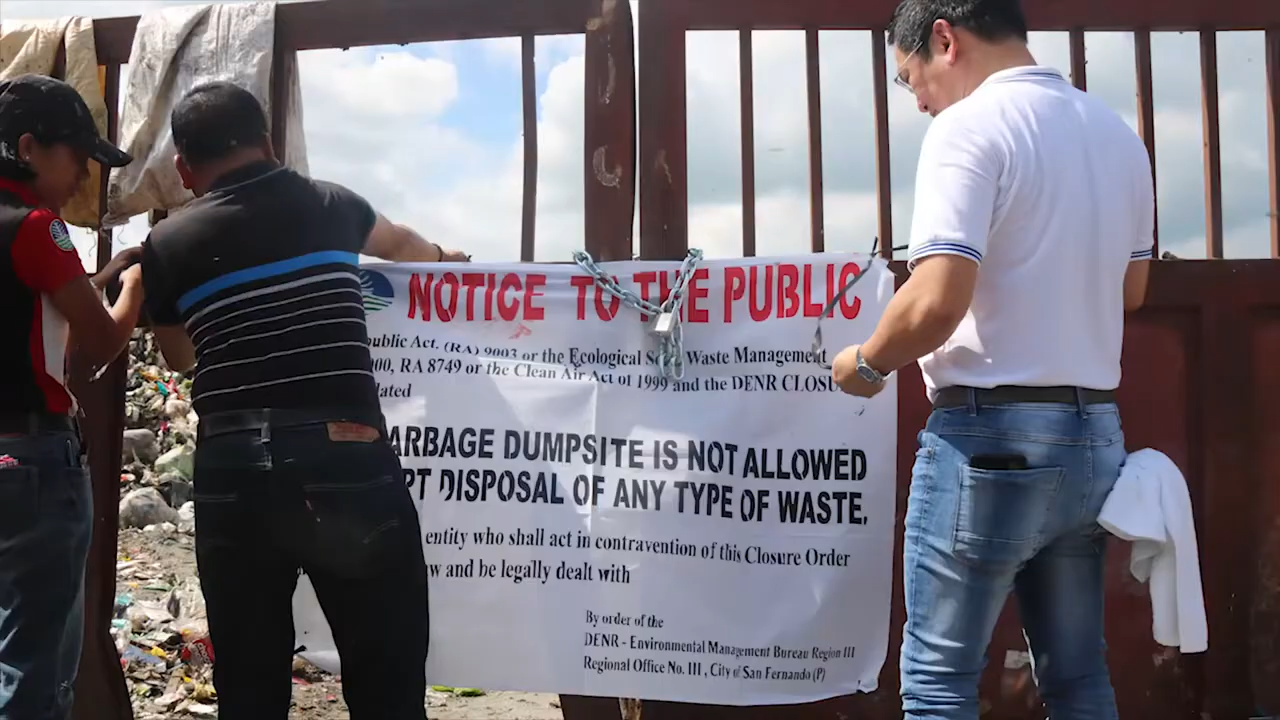 NOTICE TO THE PUBLIC
public Act. (RA) 9003 or the Ecological Waste Management
000, RA 8749 or the Clean Air Act of 1999 and the DENR CLOSU
lated
ARBAGE DUMPSITE IS NOT ALLOWED
PT DISPOSAL OF ANY TYPE OF WASTE.
entity who shall act in contravention of this Closure Order
aw and be legally dealt with
By order of the
DENR - Environmental Management Bureau Region III
Regional Office No. III , City of San Fernando (P)